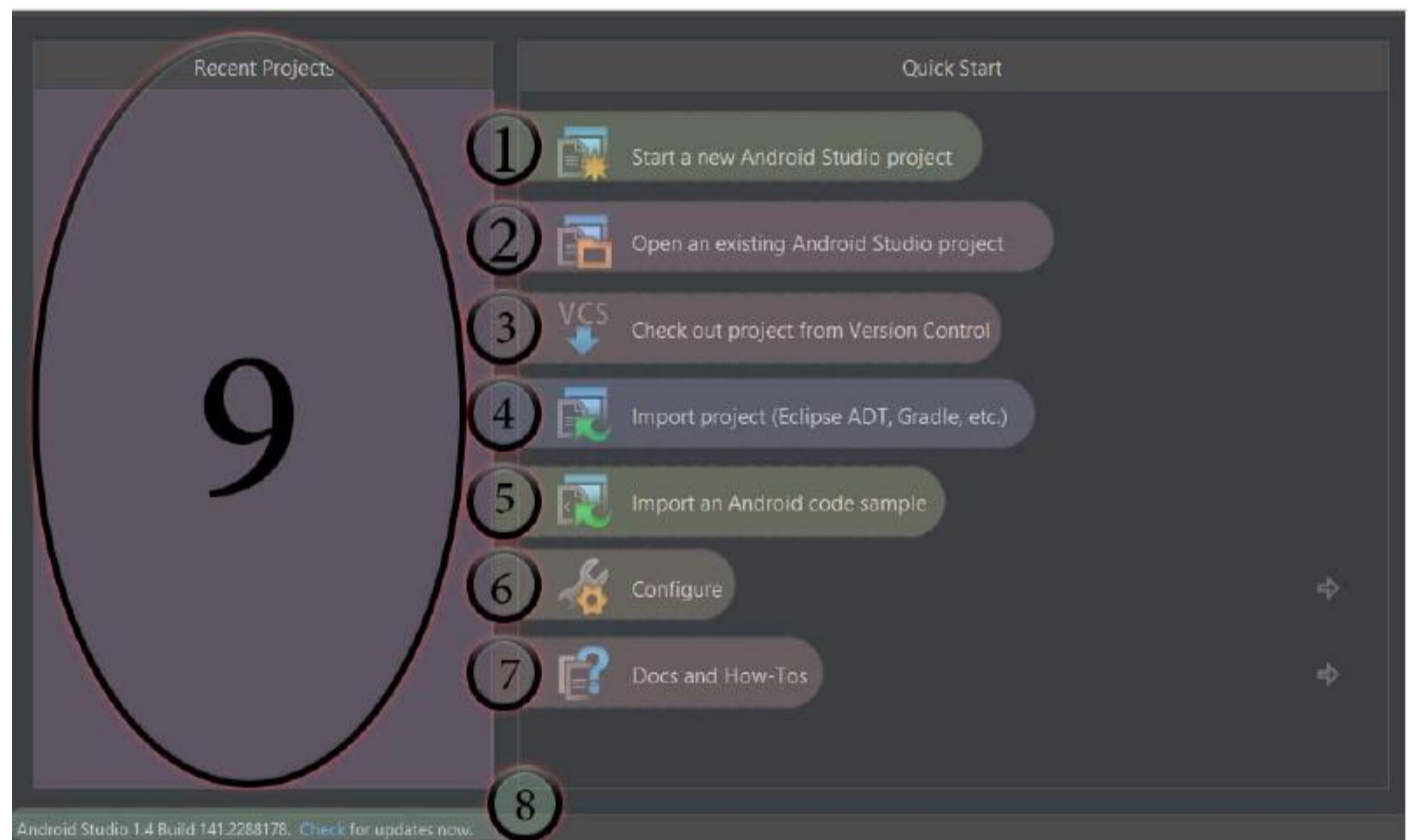 Recent Projects
9
Quick Start
1 Start a new Android Studio project
2 Open an existing Android Studio project
3 VCS Check out project from Version Control
4 Import project (Eclipse ADT, Gradle, etc.)
5 Import an Android code sample
6 Configure
7 Docs and How-Tos
8
Android Studio 1.4 Build 141.2288178. Check for updates now.